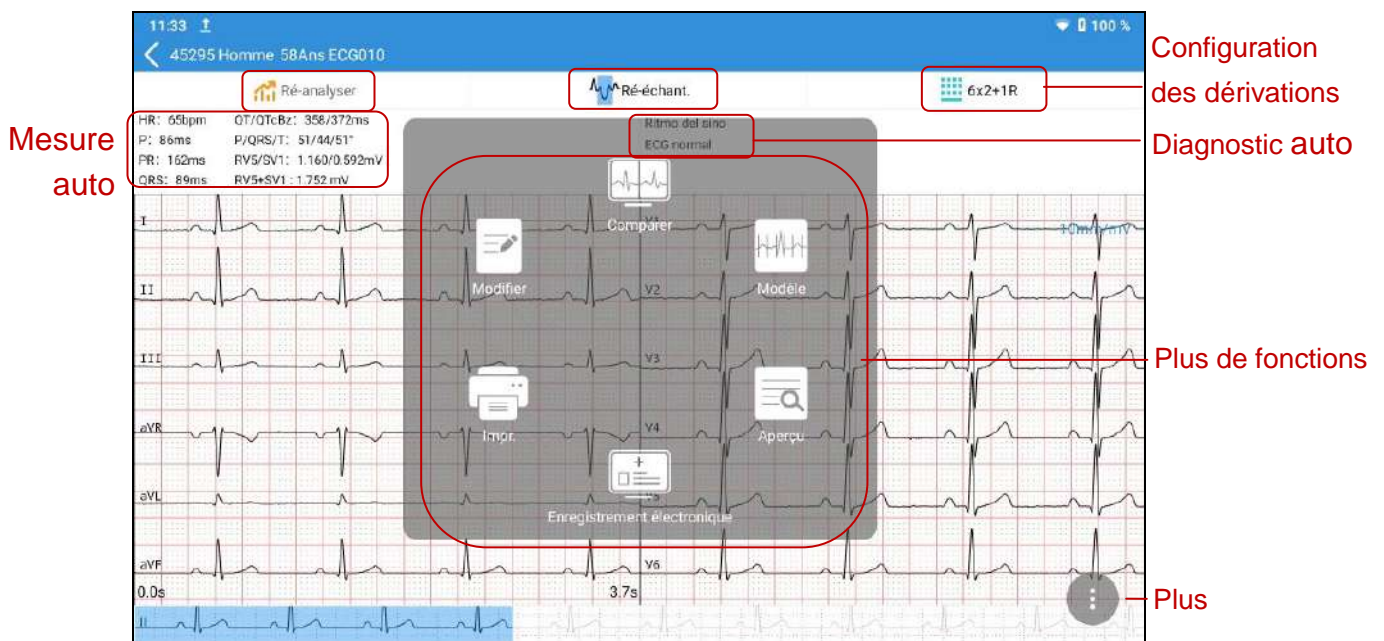 11:33
100 %
45295 Homme 58Ans ECG010
Configuration
des dérivations
Ré-analyser
Ré-échant.
6x2+1R
Mesure
auto
HR: 65bpm QT/QTcBz: 358/372ms
P: 86ms P/QRS/T: 51/44/51°
PR: 162ms RV5/SV1: 1.160/0.592mV
QRS: 89ms RV5+SV1 : 1.752 mV
Ritmo del sino
ECG normal
Diagnostic auto
I
V1
10mm/mV
Comparer
Modifier
Modèle
II
V2
III
V3
Plus de fonctions
aVR
V4
Impr.
Aperçu
aVL
V5
Enregistrement électronique
aVF
V6
0.0s
3.7s
Plus
II